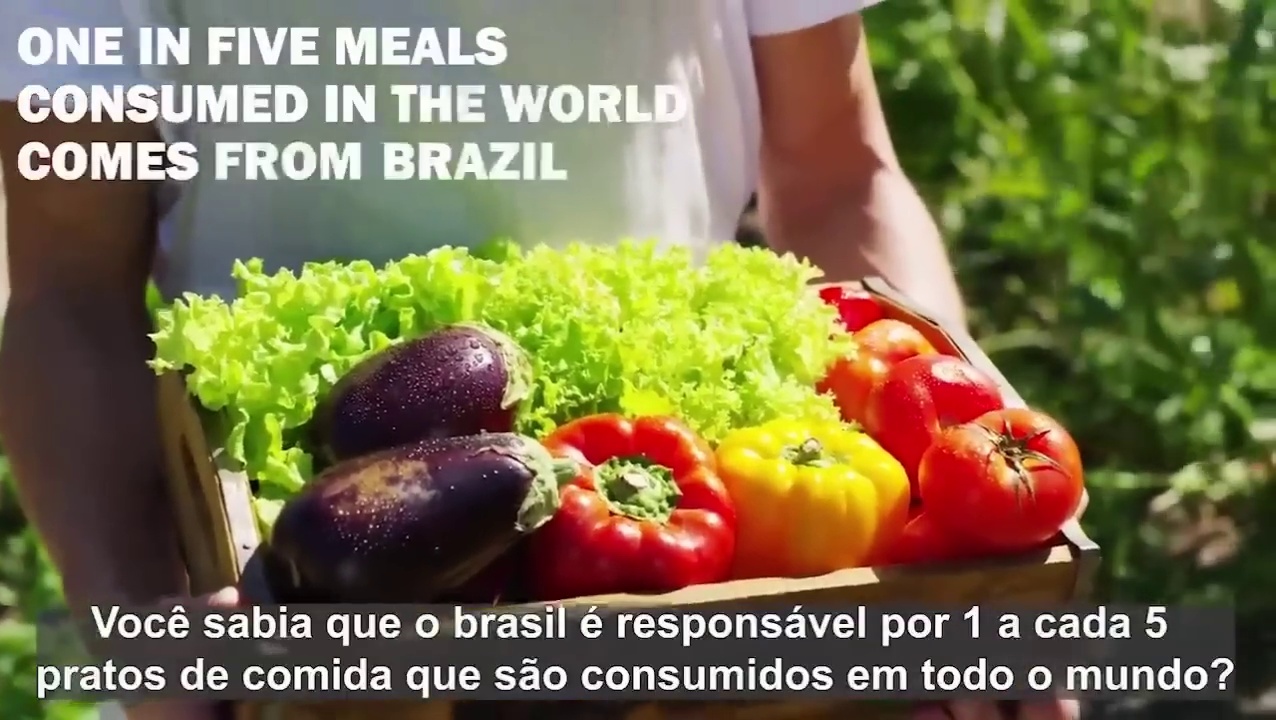 ONE IN FIVE MEALS
CONSUMED IN THE WORLD
COMES FROM BRAZIL
Você sabia que o brasil é responsável por 1 a cada 5
pratos de comida que são consumidos em todo o mundo?